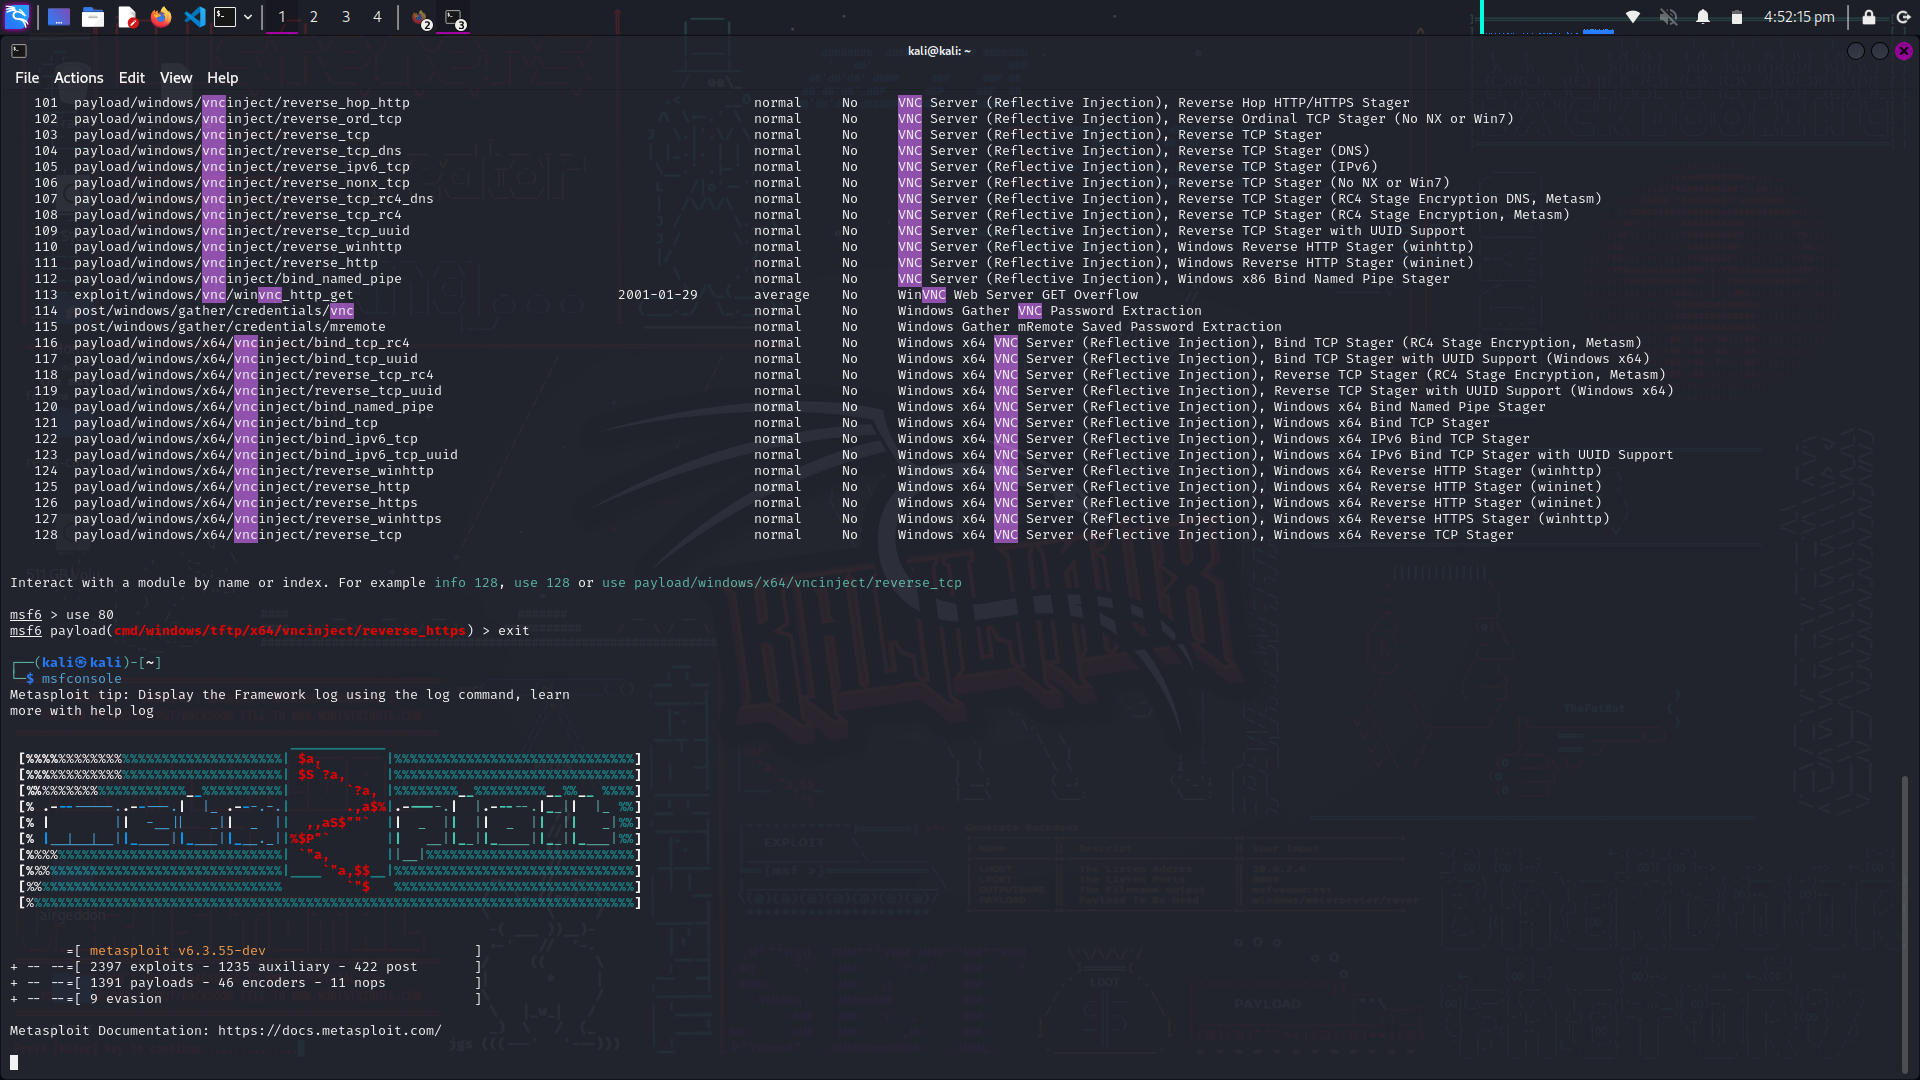 1 2 3 4 2 3 4:52:15 pm
kali@kali: ~
File Actions Edit View Help
101 payload/windows/vncinject/reverse_hop_http normal No VNC Server (Reflective Injection), Reverse Hop HTTP/HTTPS Stager
102 payload/windows/vncinject/reverse_ord_tcp normal No VNC Server (Reflective Injection), Reverse Ordinal TCP Stager (No NX or Win7)
103 payload/windows/vncinject/reverse_tcp normal No VNC Server (Reflective Injection), Reverse TCP Stager
104 payload/windows/vncinject/reverse_tcp_dns normal No VNC Server (Reflective Injection), Reverse TCP Stager (DNS)
105 payload/windows/vncinject/reverse_ipv6_tcp normal No VNC Server (Reflective Injection), Reverse TCP Stager (IPv6)
106 payload/windows/vncinject/reverse_nonx_tcp normal No VNC Server (Reflective Injection), Reverse TCP Stager (No NX or Win7)
107 payload/windows/vncinject/reverse_tcp_rc4_dns normal No VNC Server (Reflective Injection), Reverse TCP Stager (RC4 Stage Encryption DNS, Metasm)
108 payload/windows/vncinject/reverse_tcp_rc4 normal No VNC Server (Reflective Injection), Reverse TCP Stager (RC4 Stage Encryption, Metasm)
109 payload/windows/vncinject/reverse_tcp_uuid normal No VNC Server (Reflective Injection), Reverse TCP Stager with UUID Support
110 payload/windows/vncinject/reverse_winhttp normal No VNC Server (Reflective Injection), Windows Reverse HTTP Stager (winhttp)
111 payload/windows/vncinject/reverse_http normal No VNC Server (Reflective Injection), Windows Reverse HTTP Stager (wininet)
112 payload/windows/vncinject/bind_named_pipe normal No VNC Server (Reflective Injection), Windows x86 Bind Named Pipe Stager
113 exploit/windows/vnc/winvnc_http_get 2001-01-29 average No WinVNC Web Server GET Overflow
114 post/windows/gather/credentials/vnc normal No Windows Gather VNC Password Extraction
115 post/windows/gather/credentials/mremote normal No Windows Gather mRemote Saved Password Extraction
116 payload/windows/x64/vncinject/bind_tcp_rc4 normal No Windows x64 VNC Server (Reflective Injection), Bind TCP Stager (RC4 Stage Encryption, Metasm)
117 payload/windows/x64/vncinject/bind_tcp_uuid normal No Windows x64 VNC Server (Reflective Injection), Bind TCP Stager with UUID Support (Windows x64)
118 payload/windows/x64/vncinject/reverse_tcp_rc4 normal No Windows x64 VNC Server (Reflective Injection), Reverse TCP Stager (RC4 Stage Encryption, Metasm)
119 payload/windows/x64/vncinject/reverse_tcp_uuid normal No Windows x64 VNC Server (Reflective Injection), Reverse TCP Stager with UUID Support (Windows x64)
120 payload/windows/x64/vncinject/bind_named_pipe normal No Windows x64 VNC Server (Reflective Injection), Windows x64 Bind Named Pipe Stager
121 payload/windows/x64/vncinject/bind_tcp normal No Windows x64 VNC Server (Reflective Injection), Windows x64 Bind TCP Stager
122 payload/windows/x64/vncinject/bind_ipv6_tcp normal No Windows x64 VNC Server (Reflective Injection), Windows x64 IPv6 Bind TCP Stager
123 payload/windows/x64/vncinject/bind_ipv6_tcp_uuid normal No Windows x64 VNC Server (Reflective Injection), Windows x64 IPv6 Bind TCP Stager with UUID Support
124 payload/windows/x64/vncinject/reverse_winhttp normal No Windows x64 VNC Server (Reflective Injection), Windows x64 Reverse HTTP Stager (winhttp)
125 payload/windows/x64/vncinject/reverse_http normal No Windows x64 VNC Server (Reflective Injection), Windows x64 Reverse HTTP Stager (wininet)
126 payload/windows/x64/vncinject/reverse_https normal No Windows x64 VNC Server (Reflective Injection), Windows x64 Reverse HTTP Stager (wininet)
127 payload/windows/x64/vncinject/reverse_winhttps normal No Windows x64 VNC Server (Reflective Injection), Windows x64 Reverse HTTPS Stager (winhttp)
128 payload/windows/x64/vncinject/reverse_tcp normal No Windows x64 VNC Server (Reflective Injection), Windows x64 Reverse TCP Stager
Interact with a module by name or index. For example info 128, use 128 or use payload/windows/x64/vncinject/reverse_tcp
msf6 > use 80
msf6 payload(cmd/windows/tftp/x64/vncinject/reverse_https) > exit
┌──(kali㉿kali)-[~]
└─$ msfconsole
Metasploit tip: Display the Framework log using the log command, learn
more with help log
metasploit
=[ metasploit v6.3.55-dev ]
+ -- --=[ 2397 exploits - 1235 auxiliary - 422 post ]
+ -- --=[ 1391 payloads - 46 encoders - 11 nops ]
+ -- --=[ 9 evasion ]
Metasploit Documentation: https://docs.metasploit.com/
KALI LINUX
airgeddon
EXPLOIT
PAYLOAD
LOOT
TheFatRat
jgs